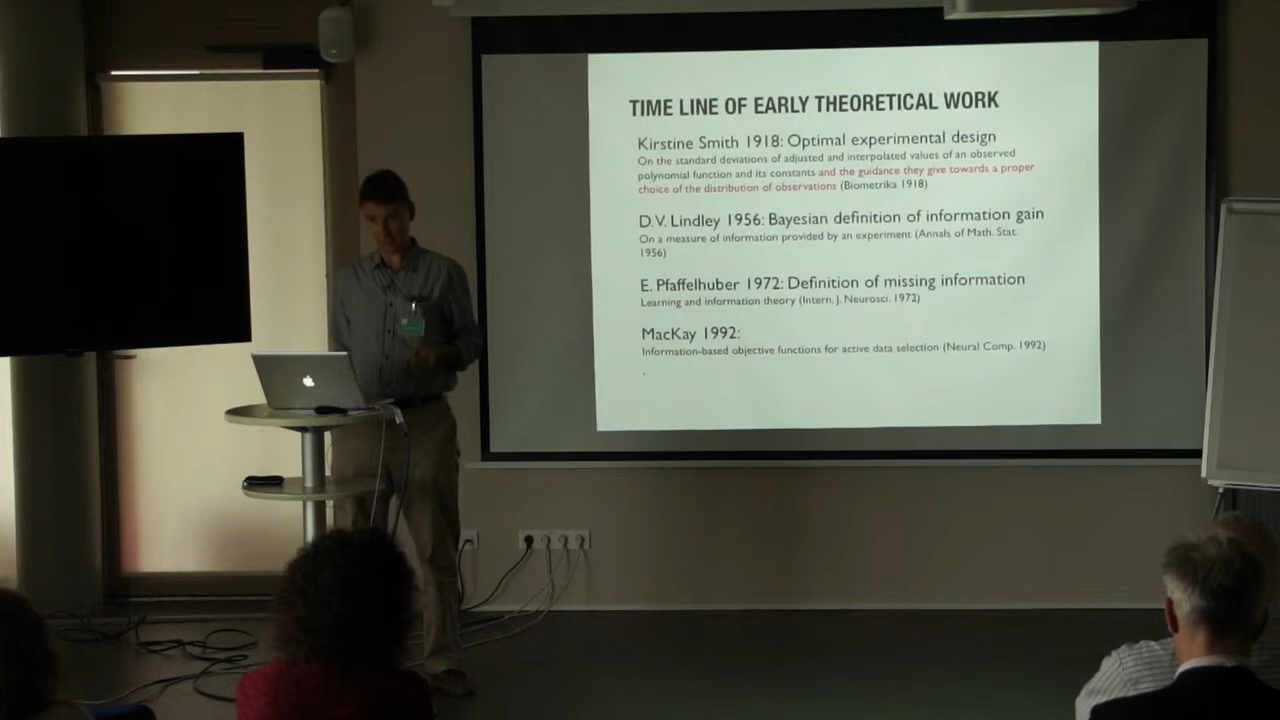 TIME LINE OF EARLY THEORETICAL WORK
Kirstine Smith 1918: Optimal experimental design
On the standard deviations of adjusted and interpolated values of an observed
polynomial function and its constants and the guidance they give towards a proper
choice of the distribution of observations (Biometrika 1918)
D.V. Lindley 1956: Bayesian definition of information gain
On a measure of information provided by an experiment (Annals of Math. Stat.
1956)
E. Pfaffelhuber 1972: Definition of missing information
Learning and information theory (Intern. J. Neurosci. 1972)
MacKay 1992:
Information-based objective functions for active data selection (Neural Comp. 1992)